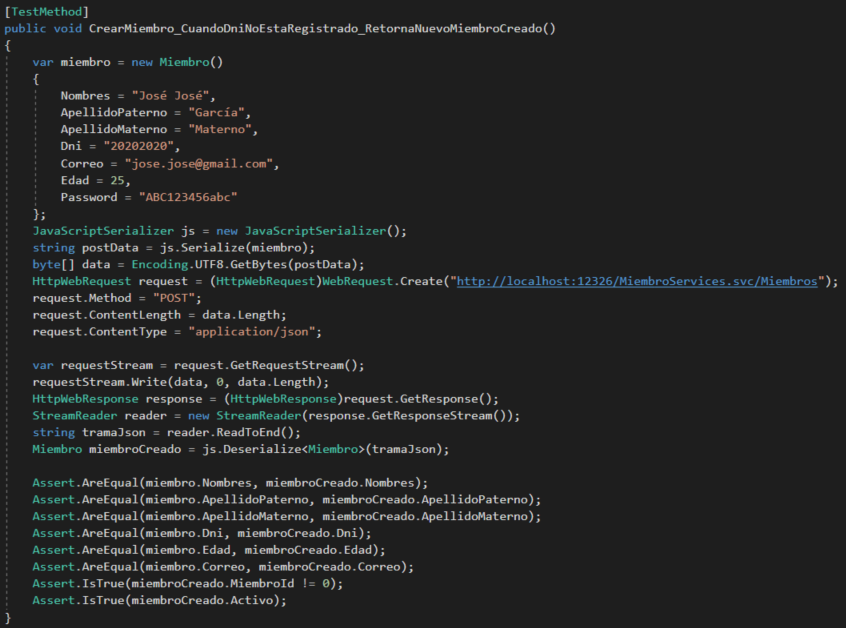 [TestMethod]
public void CrearMiembro_CuandoDniNoEstaRegistrado_RetornaNuevoMiembroCreado()
{
    var miembro = new Miembro()
    {
        Nombres = "José José",
        ApellidoPaterno = "García",
        ApellidoMaterno = "Materno",
        Dni = "20202020",
        Correo = "jose.jose@gmail.com",
        Edad = 25,
        Password = "ABC123456abc"
    };
    JavaScriptSerializer js = new JavaScriptSerializer();
    string postData = js.Serialize(miembro);
    byte[] data = Encoding.UTF8.GetBytes(postData);
    HttpWebRequest request = (HttpWebRequest)WebRequest.Create("http://localhost:12326/MiembroServices.svc/Miembros");
    request.Method = "POST";
    request.ContentLength = data.Length;
    request.ContentType = "application/json";

    var requestStream = request.GetRequestStream();
    requestStream.Write(data, 0, data.Length);
    HttpWebResponse response = (HttpWebResponse)request.GetResponse();
    StreamReader reader = new StreamReader(response.GetResponseStream());
    string tramaJson = reader.ReadToEnd();
    Miembro miembroCreado = js.Deserialize<Miembro>(tramaJson);

    Assert.AreEqual(miembro.Nombres, miembroCreado.Nombres);
    Assert.AreEqual(miembro.ApellidoPaterno, miembroCreado.ApellidoPaterno);
    Assert.AreEqual(miembro.ApellidoMaterno, miembroCreado.ApellidoMaterno);
    Assert.AreEqual(miembro.Dni, miembroCreado.Dni);
    Assert.AreEqual(miembro.Edad, miembroCreado.Edad);
    Assert.AreEqual(miembro.Correo, miembroCreado.Correo);
    Assert.IsTrue(miembroCreado.MiembroId != 0);
    Assert.IsTrue(miembroCreado.Activo);
}